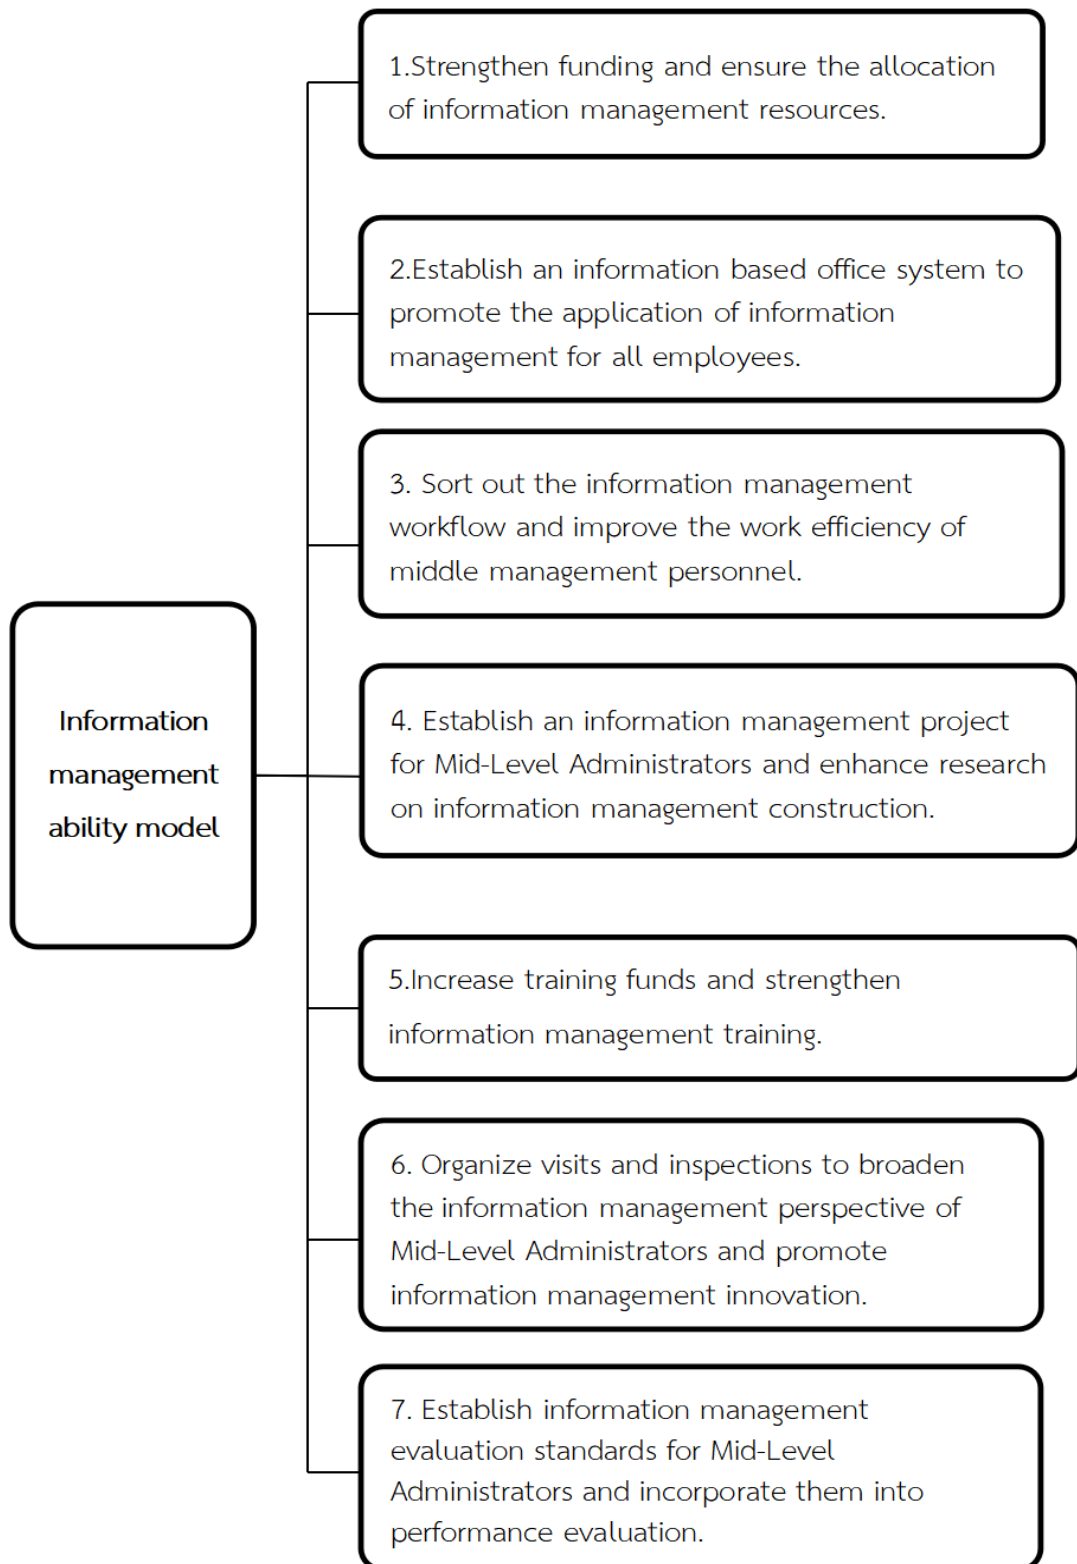 1.Strengthen funding and ensure the allocation
of information management resources.
2.Establish an information based office system to
promote the application of information
management for all employees.
3. Sort out the information management
workflow and improve the work efficiency of
middle management personnel.
Information
management
ability model
4. Establish an information management project
for Mid-Level Administrators and enhance research
on information management construction.
5.Increase training funds and strengthen
information management training.
6. Organize visits and inspections to broaden
the information management perspective of
Mid-Level Administrators and promote
information management innovation.
7. Establish information management
evaluation standards for Mid-Level
Administrators and incorporate them into
performance evaluation.